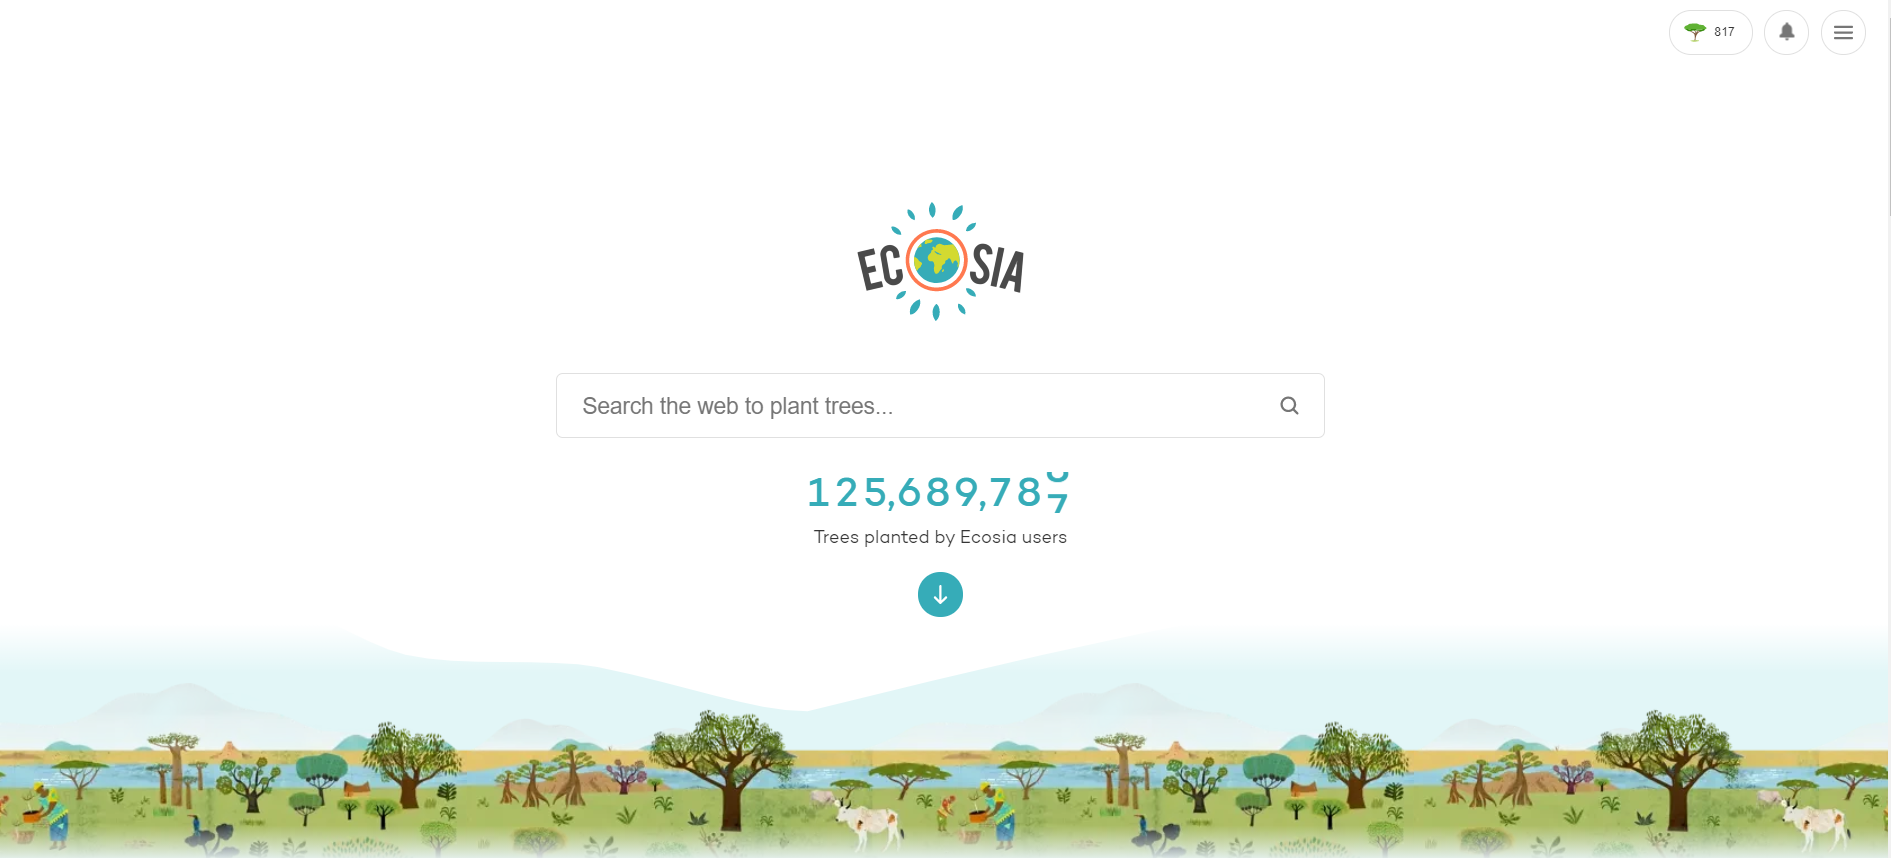 817
ECOSIA
Search the web to plant trees...
125,689,78
Trees planted by Ecosia users